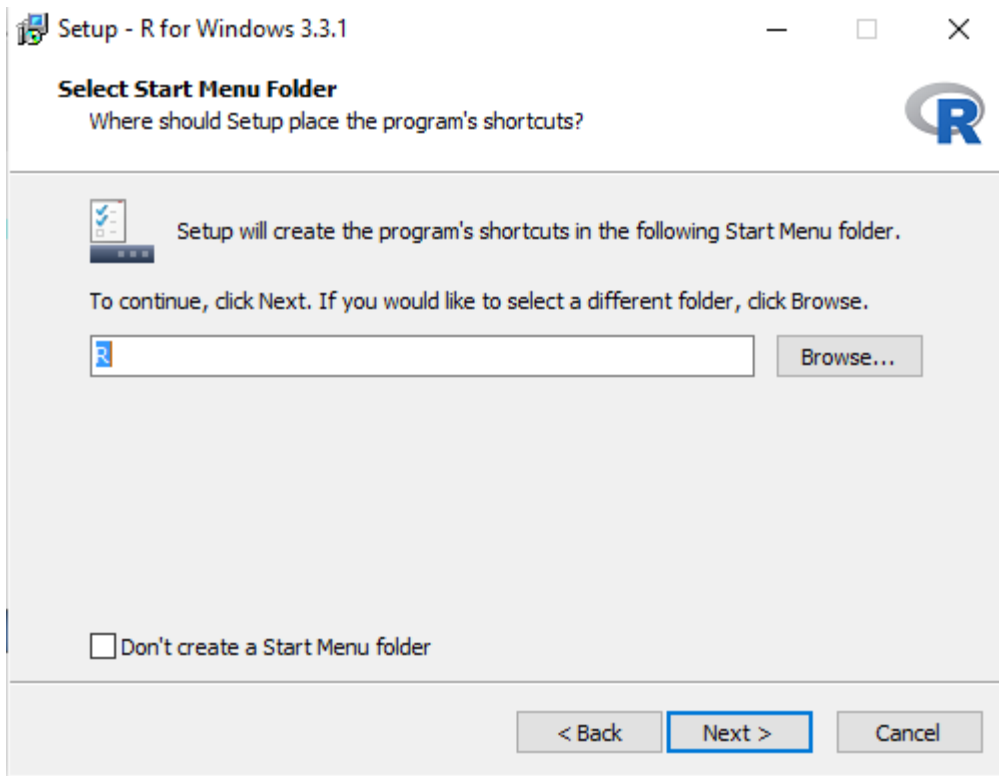 Setup - R for Windows 3.3.1
Select Start Menu Folder
Where should Setup place the program's shortcuts?
R
Setup will create the program's shortcuts in the following Start Menu folder.
To continue, click Next. If you would like to select a different folder, click Browse.
R
Browse...
Don't create a Start Menu folder
< Back
Next >
Cancel